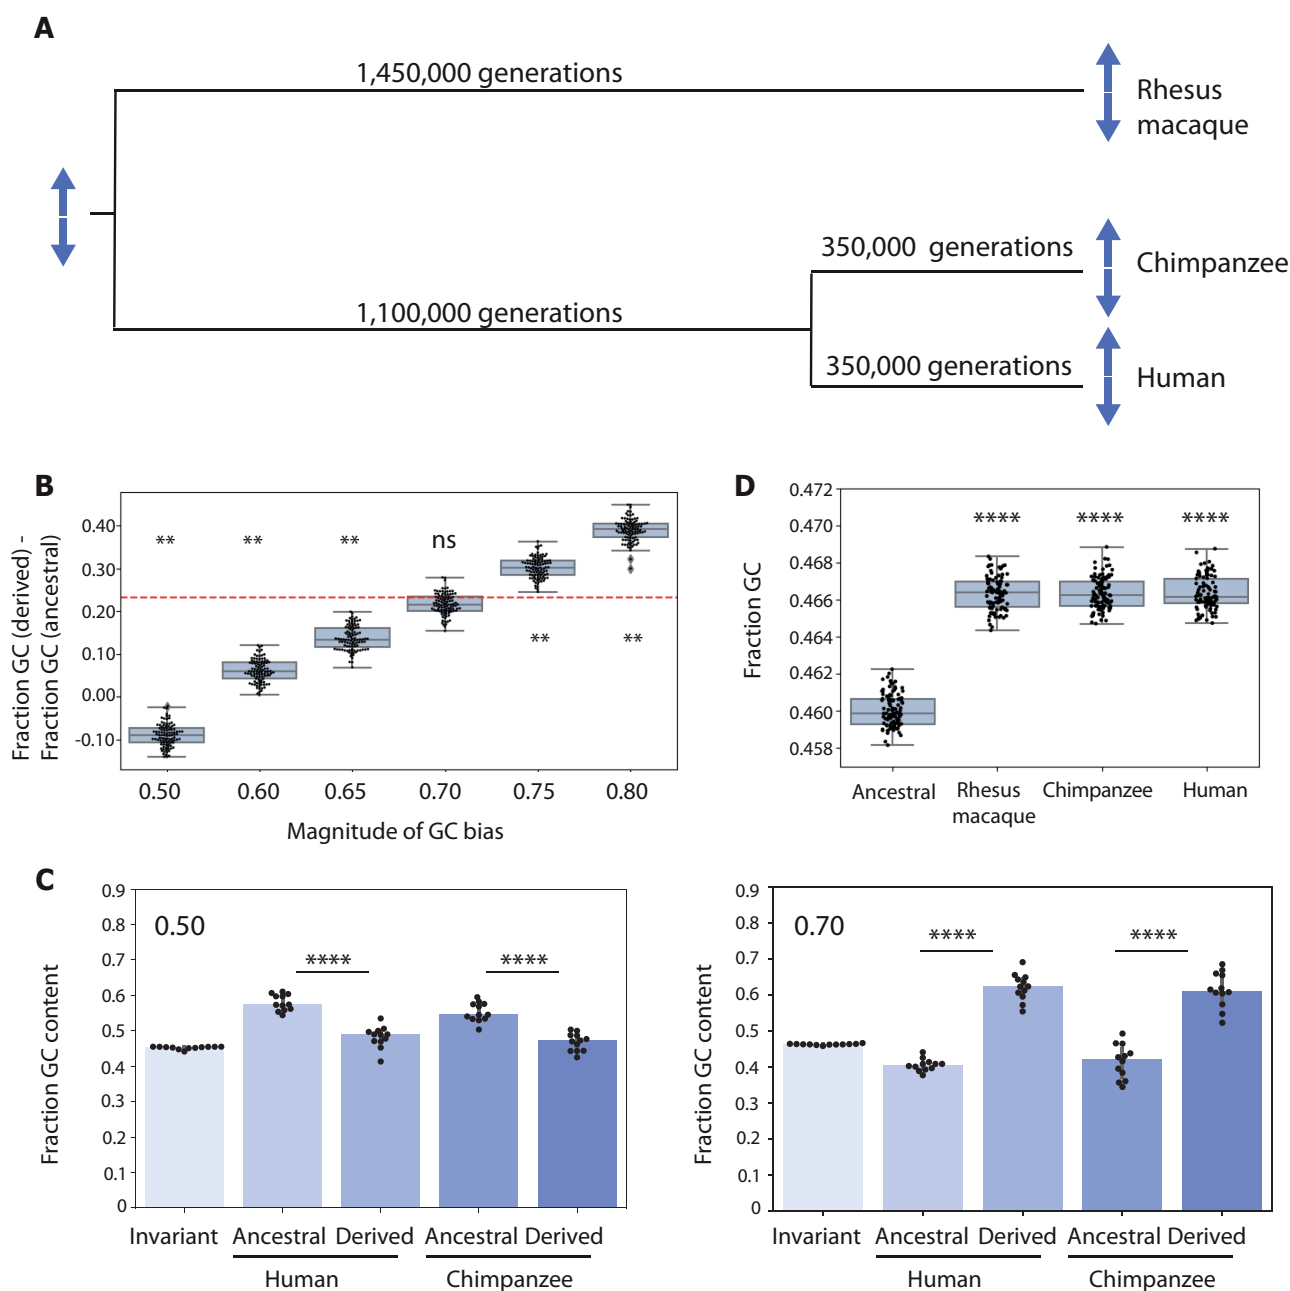 A
1,450,000 generations
Rhesus
macaque
350,000 generations
Chimpanzee
1,100,000 generations
350,000 generations
Human
B
Fraction GC (derived) -
Fraction GC (ancestral)
0.40
0.30
0.20
0.10
0.00
-0.10
**
**
**
ns
**
**
0.50
0.60
0.65
0.70
0.75
0.80
Magnitude of GC bias
D
Fraction GC
0.472
0.470
0.468
0.466
0.464
0.462
0.460
0.458
****
****
****
Ancestral
Rhesus
macaque
Chimpanzee
Human
C
Fraction GC content
0.9
0.8
0.7
0.6
0.5
0.4
0.3
0.2
0.1
0
0.50
****
****
Invariant
Ancestral
Derived
Ancestral
Derived
Human
Chimpanzee
Fraction GC content
0.9
0.8
0.7
0.6
0.5
0.4
0.3
0.2
0.1
0
0.70
****
****
Invariant
Ancestral
Derived
Ancestral
Derived
Human
Chimpanzee